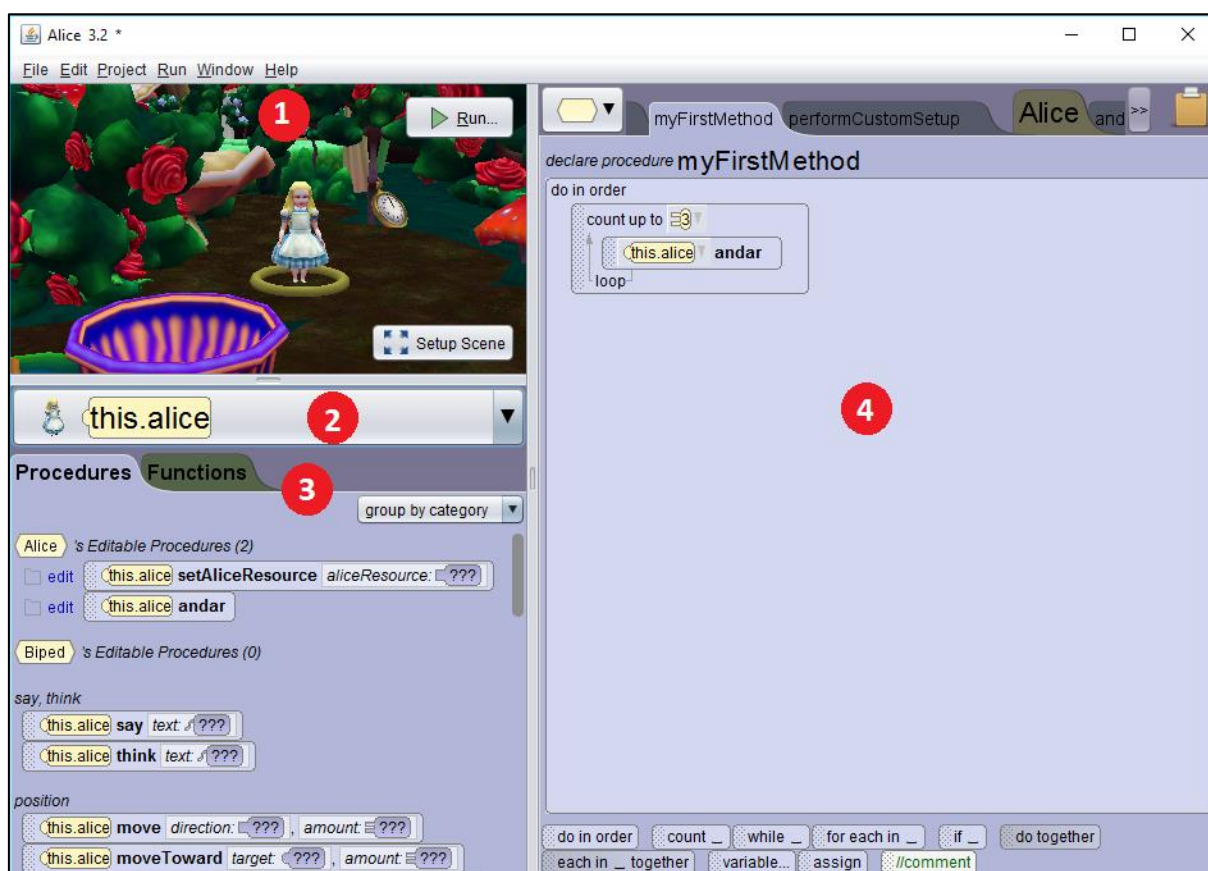 Alice 3.2 *
File Edit Project Run Window Help
1
Run...
Setup Scene
this.alice
2
Procedures Functions
3
group by category
Alice 's Editable Procedures (2)
edit this.alice setAliceResource aliceResource: ???
edit this.alice andar
Biped 's Editable Procedures (0)
say, think
this.alice say text: ???
this.alice think text: ???
position
this.alice move direction: ??? , amount: ???
this.alice moveToward target: ??? , amount: ???
myFirstMethod performCustomSetup Alice and >>
declare procedure myFirstMethod
do in order
count up to 3
this.alice andar
loop
4
do in order count _ while _ for each in _ if _ do together
each in _ together variable... assign //comment